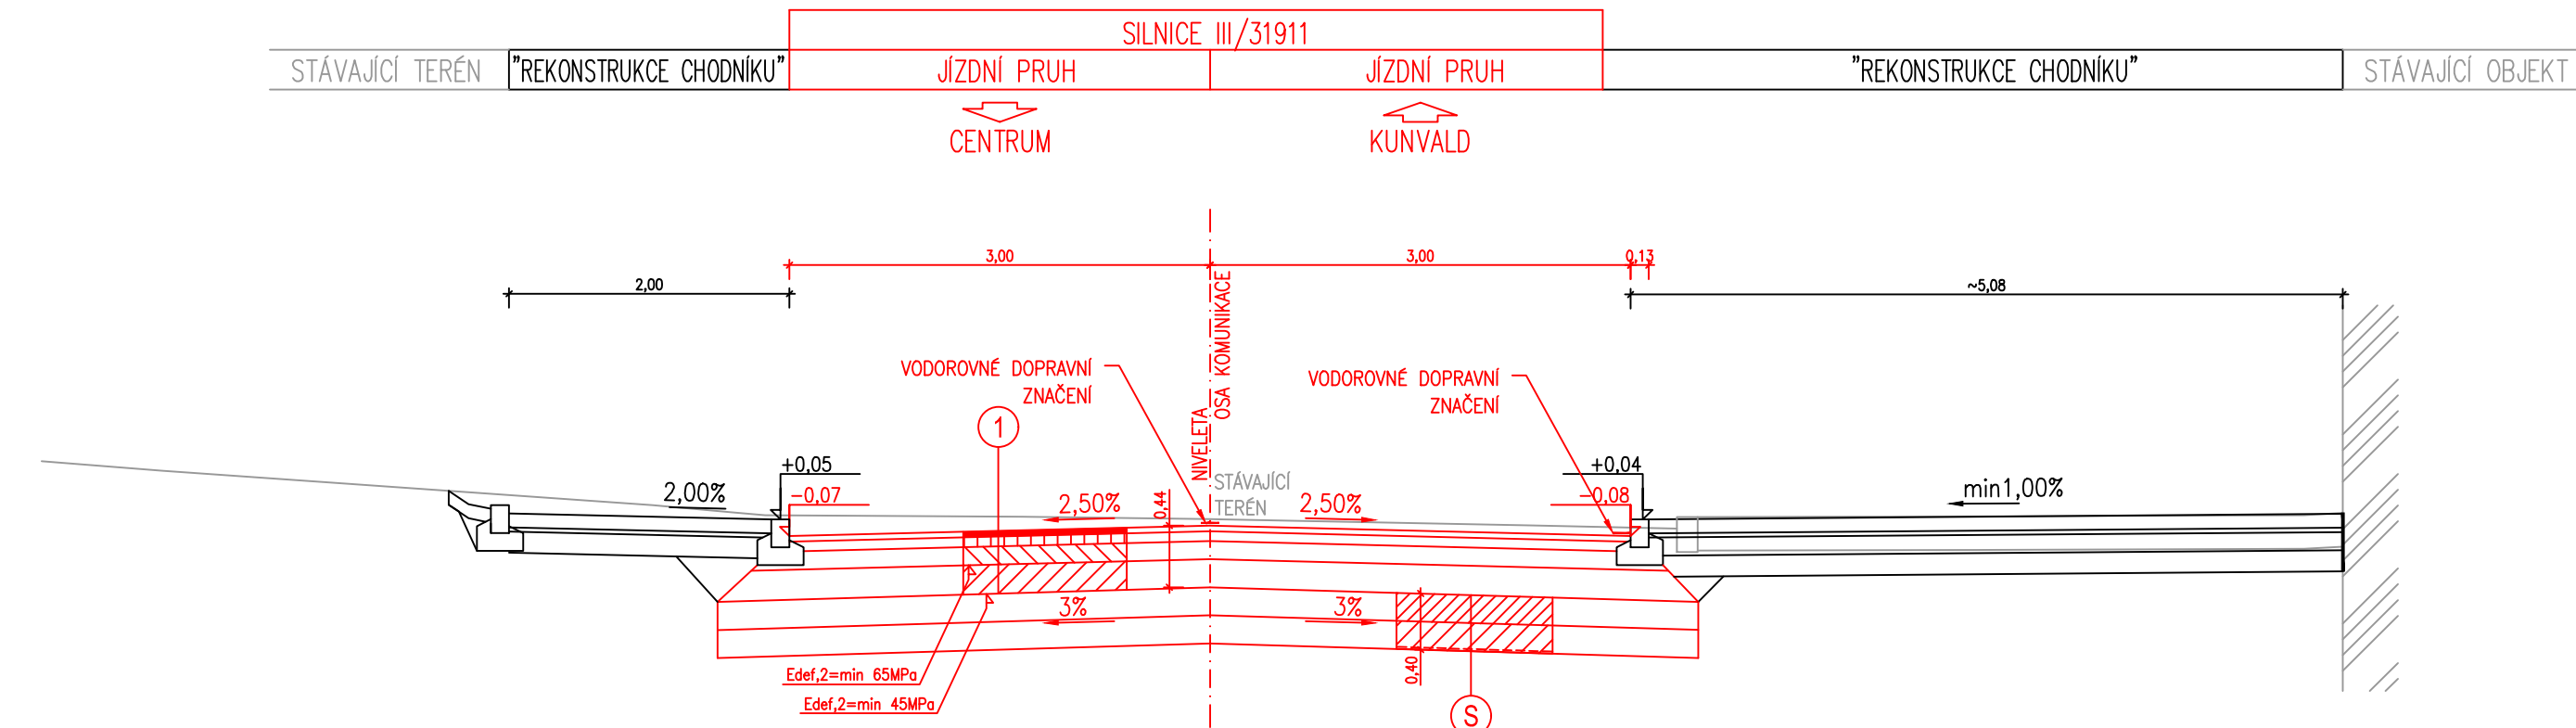 SILNICE III/31911
STÁVAJÍCÍ TERÉN
"REKONSTRUKCE CHODNÍKU"
JÍZDNÍ PRUH
JÍZDNÍ PRUH
"REKONSTRUKCE CHODNÍKU"
STÁVAJÍCÍ OBJEKT
CENTRUM
KUNVALD
3,00
3,00
0,13
2,00
~5,08
OSA KOMUNIKACE
NIVELETA
VODOROVNÉ DOPRAVNÍ
ZNAČENÍ
VODOROVNÉ DOPRAVNÍ
ZNAČENÍ
1
+0,05
-0,07
2,00%
2,50%
0,44
STÁVAJÍCÍ
TERÉN
2,50%
+0,04
-0,08
min1,00%
3%
3%
0,40
Edef,2=min 65MPa
Edef,2=min 45MPa
S